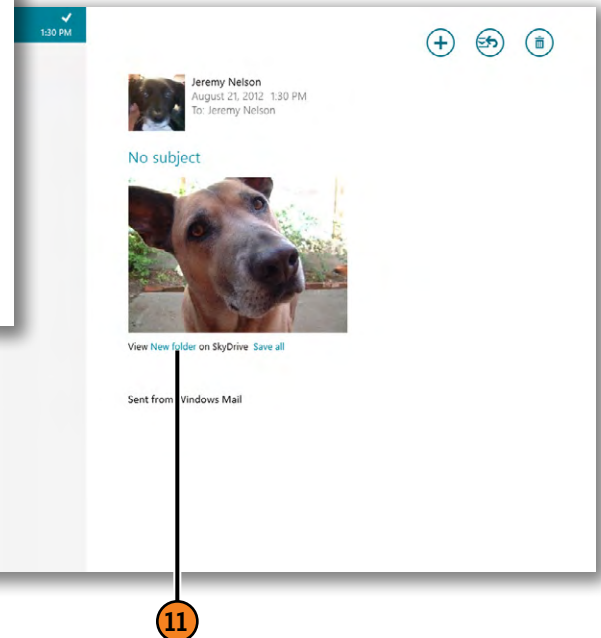 1:30 PM
Jeremy Nelson
August 21, 2012 1:30 PM
To: Jeremy Nelson
No subject
View New folder on SkyDrive Save all
Sent from Windows Mail
11